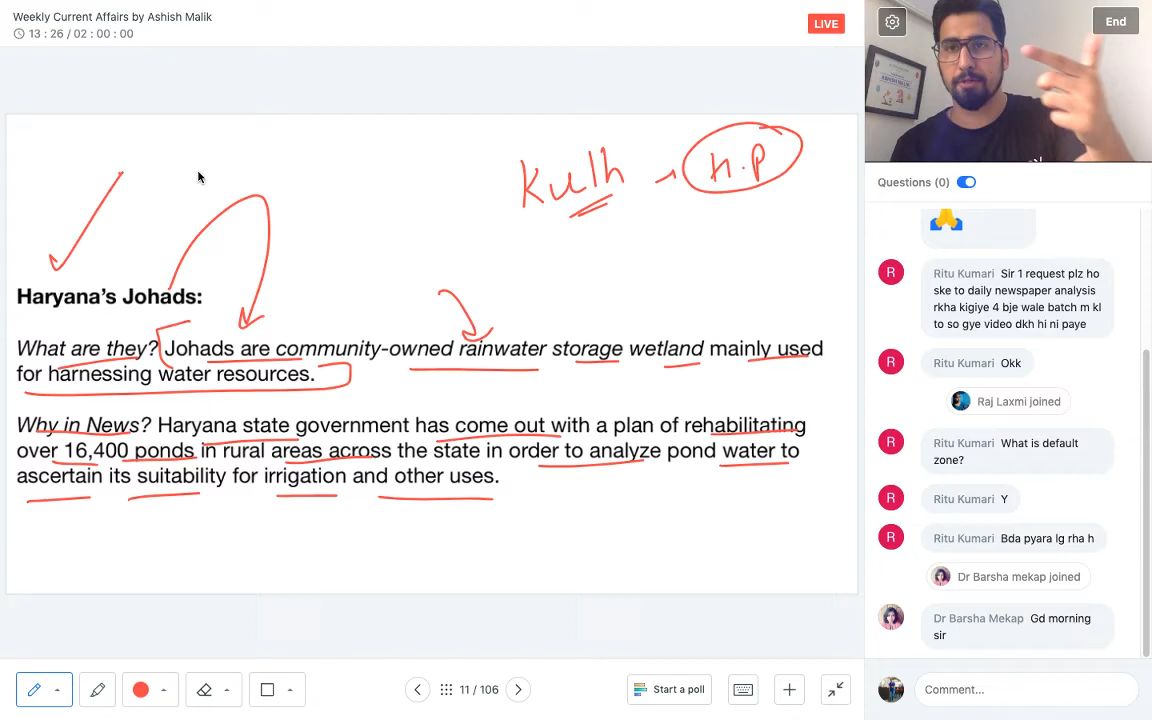 Weekly Current Affairs by Ashish Malik
13 : 26 / 02 : 00 : 00
LIVE
End
Kulh → H.P
Haryana's Johads:
What are they? Johads are community-owned rainwater storage wetland mainly used
for harnessing water resources.
Why in News? Haryana state government has come out with a plan of rehabilitating
over 16,400 ponds in rural areas across the state in order to analyze pond water to
ascertain its suitability for irrigation and other uses.
Questions (0)
R
Ritu Kumari Sir 1 request plz ho
ske to daily newspaper analysis
rkha kigiye 4 bje wale batch m kl
to so gye video dkh hi ni paye
R
Ritu Kumari Okk
Raj Laxmi joined
R
Ritu Kumari What is default
zone?
R
Ritu Kumari Y
R
Ritu Kumari Bda pyara lg rha h
Dr Barsha mekap joined
Dr Barsha Mekap Gd morning
sir
11 / 106
Start a poll
Comment...